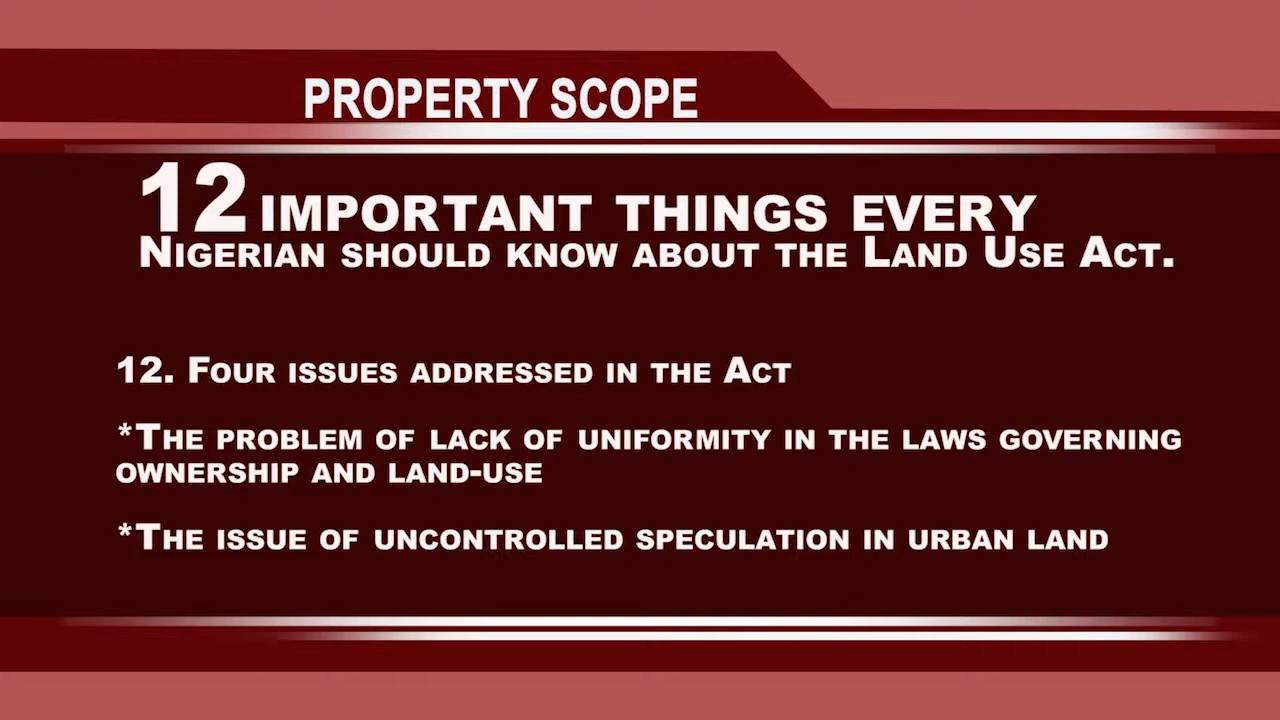 PROPERTY SCOPE
12 IMPORTANT THINGS EVERY
NIGERIAN SHOULD KNOW ABOUT THE LAND USE ACT.
12. FOUR ISSUES ADDRESSED IN THE ACT
*THE PROBLEM OF LACK OF UNIFORMITY IN THE LAWS GOVERNING
OWNERSHIP AND LAND-USE
*THE ISSUE OF UNCONTROLLED SPECULATION IN URBAN LAND